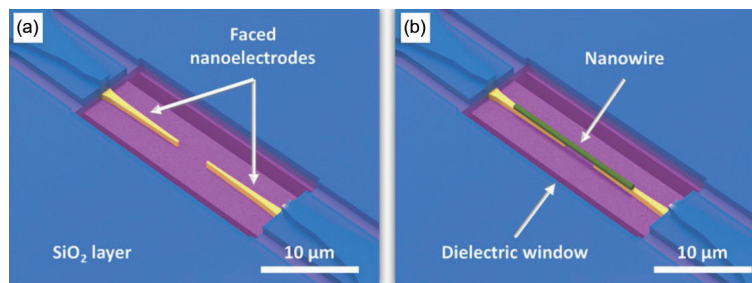 (a)
Faced
nanoelectrodes
SiO₂ layer
10 μm
(b)
Nanowire
Dielectric window
10 μm